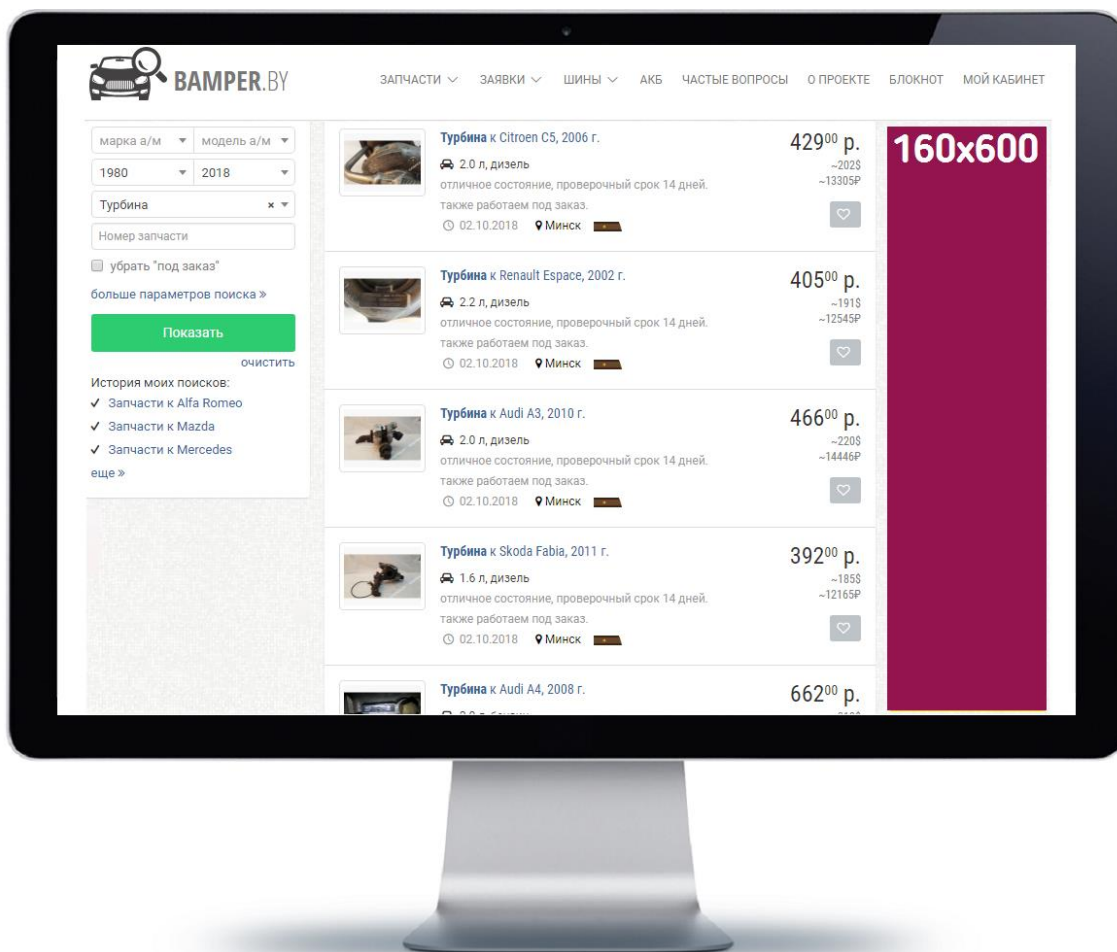 BAMPER.BY
ЗАПЧАСТИ ЗАЯВКИ ШИНЫ АКБ ЧАСТЫЕ ВОПРОСЫ О ПРОЕКТЕ БЛОКНОТ МОЙ КАБИНЕТ
марка а/м модель а/м
1980 2018
Турбина ×
Номер запчасти
убрать "под заказ"
больше параметров поиска »
Показать
очистить
История моих поисков:
Запчасти к Alfa Romeo
Запчасти к Mazda
Запчасти к Mercedes
еще »
Турбина к Citroen C5, 2006 г.
2.0 л, дизель
отличное состояние, проверочный срок 14 дней.
также работаем под заказ.
02.10.2018 Минск
429⁰⁰ р.
~202$
~13305₽
Турбина к Renault Espace, 2002 г.
2.2 л, дизель
отличное состояние, проверочный срок 14 дней.
также работаем под заказ.
02.10.2018 Минск
405⁰⁰ р.
~191$
~12545₽
Турбина к Audi A3, 2010 г.
2.0 л, дизель
отличное состояние, проверочный срок 14 дней.
также работаем под заказ.
02.10.2018 Минск
466⁰⁰ р.
~220$
~14446₽
Турбина к Skoda Fabia, 2011 г.
1.6 л, дизель
отличное состояние, проверочный срок 14 дней.
также работаем под заказ.
02.10.2018 Минск
392⁰⁰ р.
~185$
~12165₽
Турбина к Audi A4, 2008 г.
662⁰⁰ р.
160x600